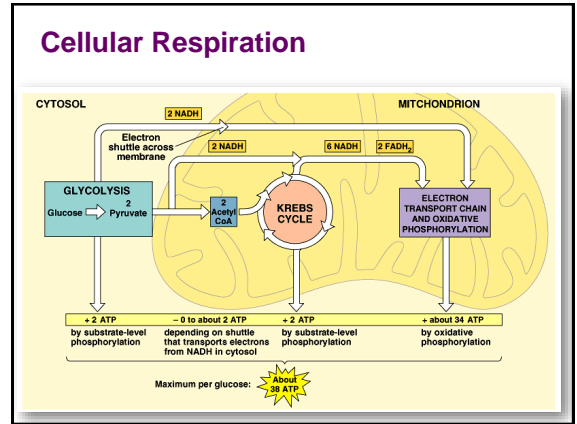 Cellular Respiration
CYTOSOL
MITCHONDRION
2 NADH
Electron
shuttle across
membrane
2 NADH
6 NADH
2 FADH₂
GLYCOLYSIS
2
Glucose
Pyruvate
2
Acetyl
CoA
KREBS
CYCLE
ELECTRON
TRANSPORT CHAIN
AND OXIDATIVE
PHOSPHORYLATION
+ 2 ATP
– 0 to about 2 ATP
+ 2 ATP
+ about 34 ATP
by substrate-level
phosphorylation
depending on shuttle
that transports electrons
from NADH in cytosol
by substrate-level
phosphorylation
by oxidative
phosphorylation
Maximum per glucose:
About
38 ATP